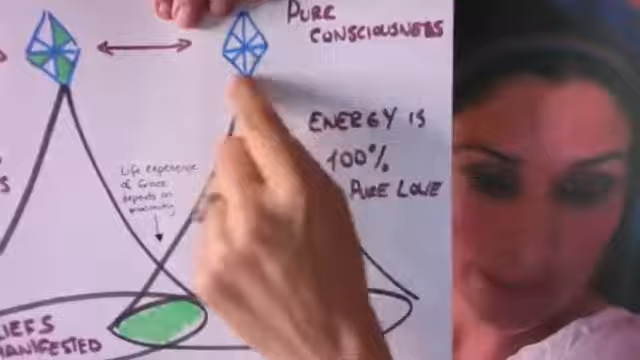 PURE
CONSCIOUSNESS
ENERGY IS
100%
PURE LOVE
Life experience
of Grace
depends on
IEFS
ANIFESTED